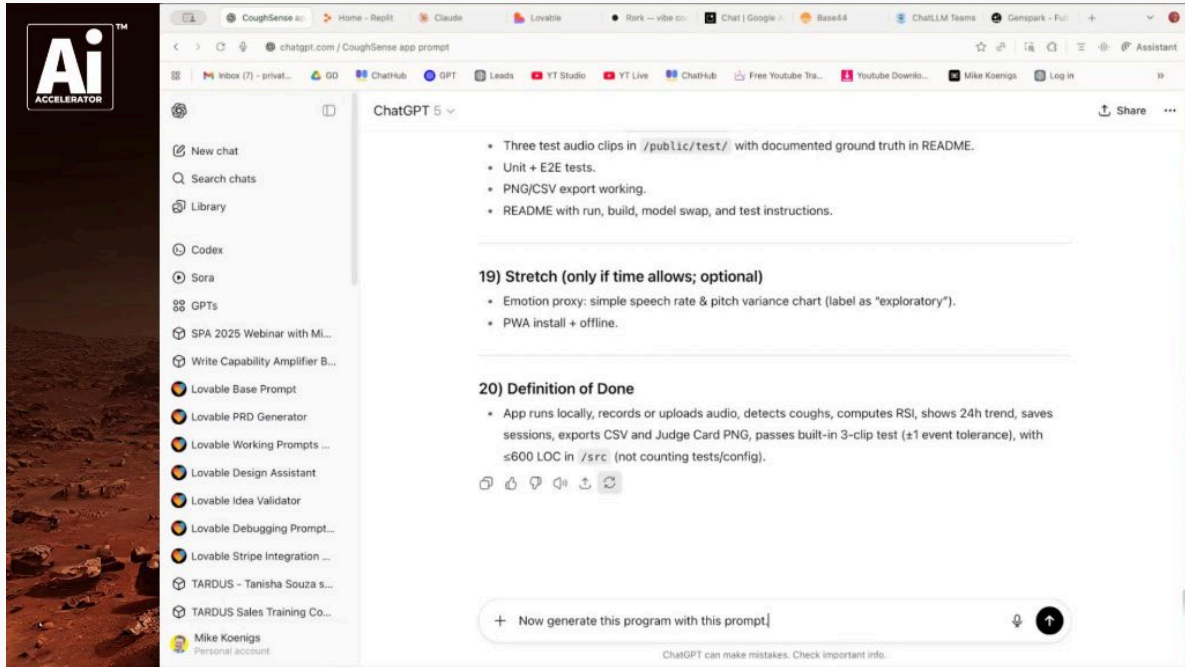 Ai
TM
ACCELERATOR
CoughSense ap
Home - Replit
Claude
Lovable
Rork — vibe co
Chat | Google A
Base44
ChatLLM Teams
Genspark - Full
chatgpt.com / CoughSense app prompt
Assistant
Inbox (7) - privat...
GD
ChatHub
GPT
Leads
YT Studio
YT Live
ChatHub
Free Youtube Tra...
Youtube Downlo...
Mike Koenigs
Log in
ChatGPT 5
Share
New chat
Search chats
Library
Codex
Sora
GPTs
SPA 2025 Webinar with Mi...
Write Capability Amplifier B...
Lovable Base Prompt
Lovable PRD Generator
Lovable Working Prompts ...
Lovable Design Assistant
Lovable Idea Validator
Lovable Debugging Prompt...
Lovable Stripe Integration ...
TARDUS - Tanisha Souza s...
TARDUS Sales Training Co...
Mike Koenigs
Personal account
• Three test audio clips in /public/test/ with documented ground truth in README.
• Unit + E2E tests.
• PNG/CSV export working.
• README with run, build, model swap, and test instructions.
19) Stretch (only if time allows; optional)
• Emotion proxy: simple speech rate & pitch variance chart (label as “exploratory”).
• PWA install + offline.
20) Definition of Done
• App runs locally, records or uploads audio, detects coughs, computes RSI, shows 24h trend, saves
sessions, exports CSV and Judge Card PNG, passes built-in 3-clip test (±1 event tolerance), with
≤600 LOC in /src (not counting tests/config).
Now generate this program with this prompt.
ChatGPT can make mistakes. Check important info.